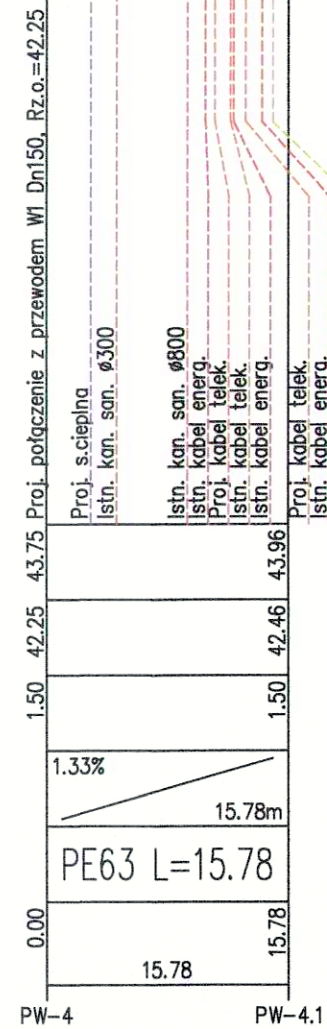 Proj. połączenie z przewodem W1 Dn150, Rz.o.=42.25
Proj. s.cieplna
Istn. kan. san. ø300
Istn. kan. san. ø800
Istn. kabel energ.
Proj. kabel telek.
Istn. kabel telek.
Istn. kabel energ.
Proj. kabel telek.
Istn. kabel energ.
43.75
43.96
42.25
42.46
1.50
1.50
1.33%
15.78m
PE63 L=15.78
0.00
15.78
15.78
PW-4
PW-4.1